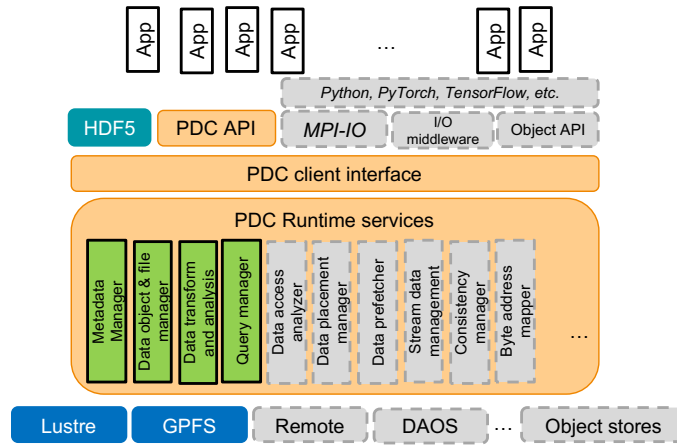 App
App
App
App
...
App
App
Python, PyTorch, TensorFlow, etc.
HDF5
PDC API
MPI-IO
I/O
middleware
Object API
PDC client interface
PDC Runtime services
Metadata
Manager
Data object & file
manager
Data transform
and analysis
Query manager
Data access
analyzer
Data placement
manager
Data prefetcher
Stream data
management
Consistency
manager
Byte address
mapper
...
Lustre
GPFS
Remote
DAOS
...
Object stores